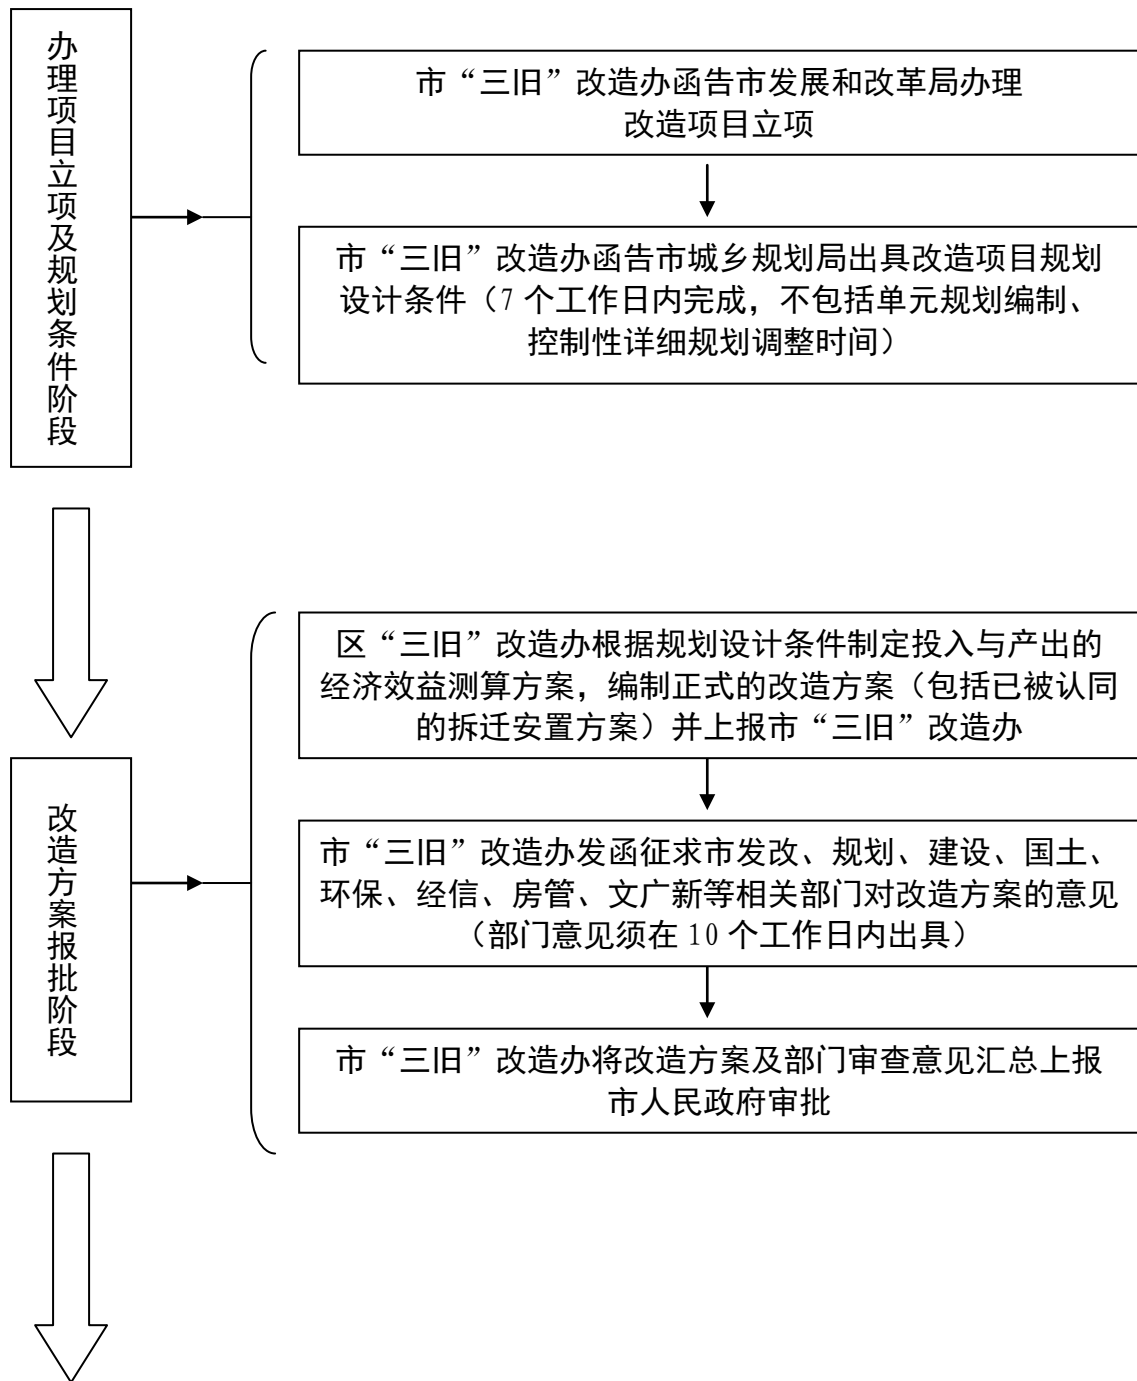 办理项目立项及规划条件阶段
市“三旧”改造办函告市发展和改革局办理
改造项目立项
市“三旧”改造办函告市城乡规划局出具改造项目规划
设计条件（7 个工作日内完成，不包括单元规划编制、
控制性详细规划调整时间）
改造方案报批阶段
区“三旧”改造办根据规划设计条件制定投入与产出的
经济效益测算方案，编制正式的改造方案（包括已被认同
的拆迁安置方案）并上报市“三旧”改造办
市“三旧”改造办发函征求市发改、规划、建设、国土、
环保、经信、房管、文广新等相关部门对改造方案的意见
（部门意见须在 10 个工作日内出具）
市“三旧”改造办将改造方案及部门审查意见汇总上报
市人民政府审批